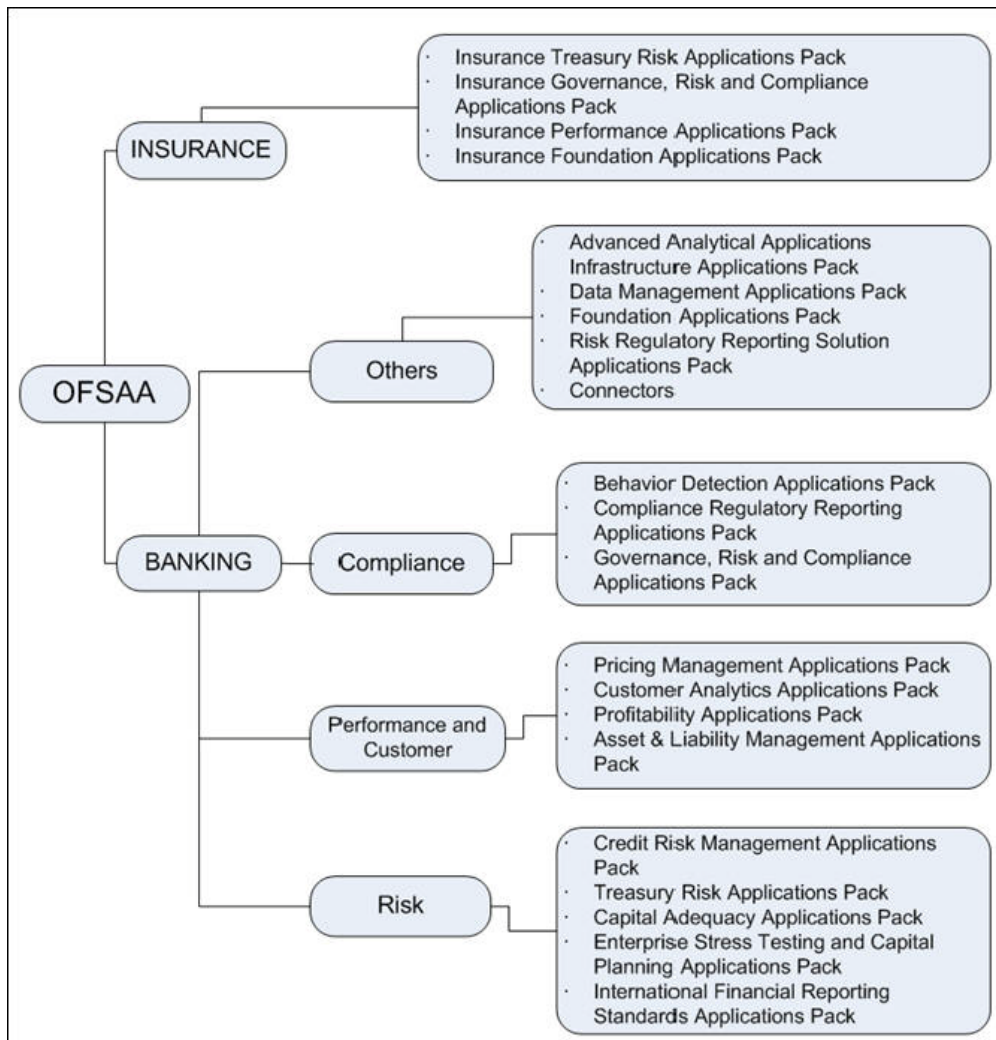 · Insurance Treasury Risk Applications Pack
· Insurance Governance, Risk and Compliance
Applications Pack
· Insurance Performance Applications Pack
· Insurance Foundation Applications Pack
INSURANCE
· Advanced Analytical Applications
Infrastructure Applications Pack
· Data Management Applications Pack
· Foundation Applications Pack
· Risk Regulatory Reporting Solution
Applications Pack
· Connectors
Others
OFSAA
· Behavior Detection Applications Pack
· Compliance Regulatory Reporting
Applications Pack
· Governance, Risk and Compliance
Applications Pack
BANKING
Compliance
· Pricing Management Applications Pack
· Customer Analytics Applications Pack
· Profitability Applications Pack
· Asset & Liability Management Applications
Pack
Performance and
Customer
· Credit Risk Management Applications
Pack
· Treasury Risk Applications Pack
· Capital Adequacy Applications Pack
· Enterprise Stress Testing and Capital
Planning Applications Pack
· International Financial Reporting
Standards Applications Pack
Risk